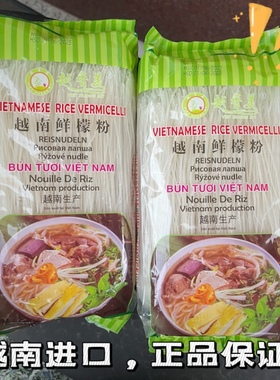 VIETNAMESE RICE VERMICELLI
越南鲜檬粉
REISNUDELN
Рисовая лапша
Rýžové nudle
BUN TUOI VIỆT NAM
Nouille De Riz
Vietnam production
越南生产
VIETNAMESE RICE VERMICELLI
越南鲜檬粉
REISNUDELN
Рисовая лапша
Rýžové nudle
BUN TUOI VIỆT NAM
Nouille De Riz
Vietnam production
越南生产
越南进口，正品保证